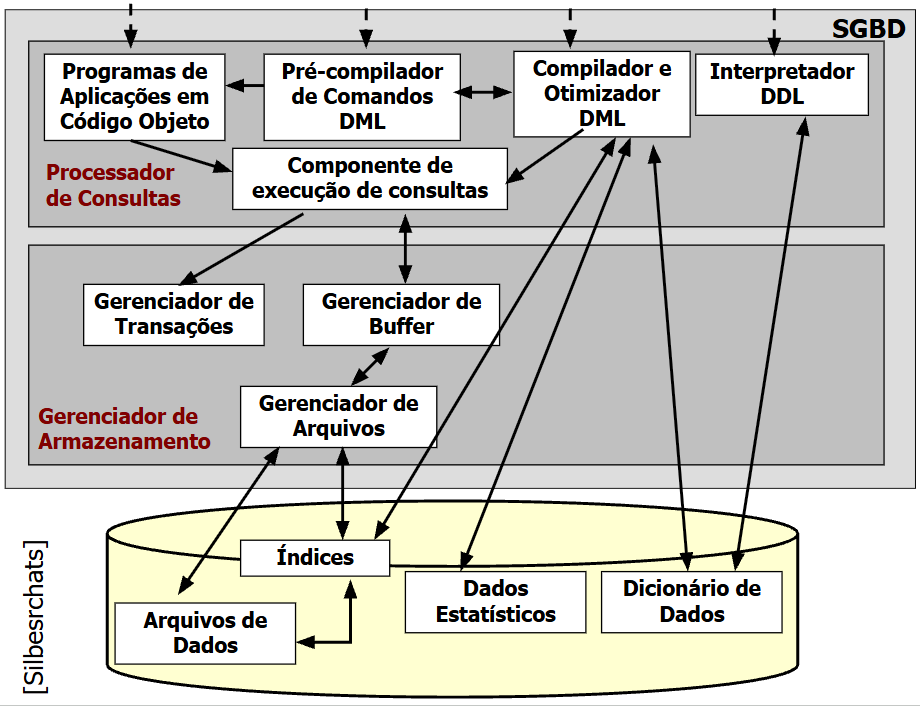 SGBD
Programas de
Aplicações em
Código Objeto
Pré-compilador
de Comandos
DML
Compilador e
Otimizador
DML
Interpretador
DDL
Processador
de Consultas
Componente de
execução de consultas
Gerenciador de
Transações
Gerenciador de
Buffer
Gerenciador de
Armazenamento
Gerenciador de
Arquivos
[Silbesrchats]
Índices
Arquivos de
Dados
Dados
Estatísticos
Dicionário de
Dados